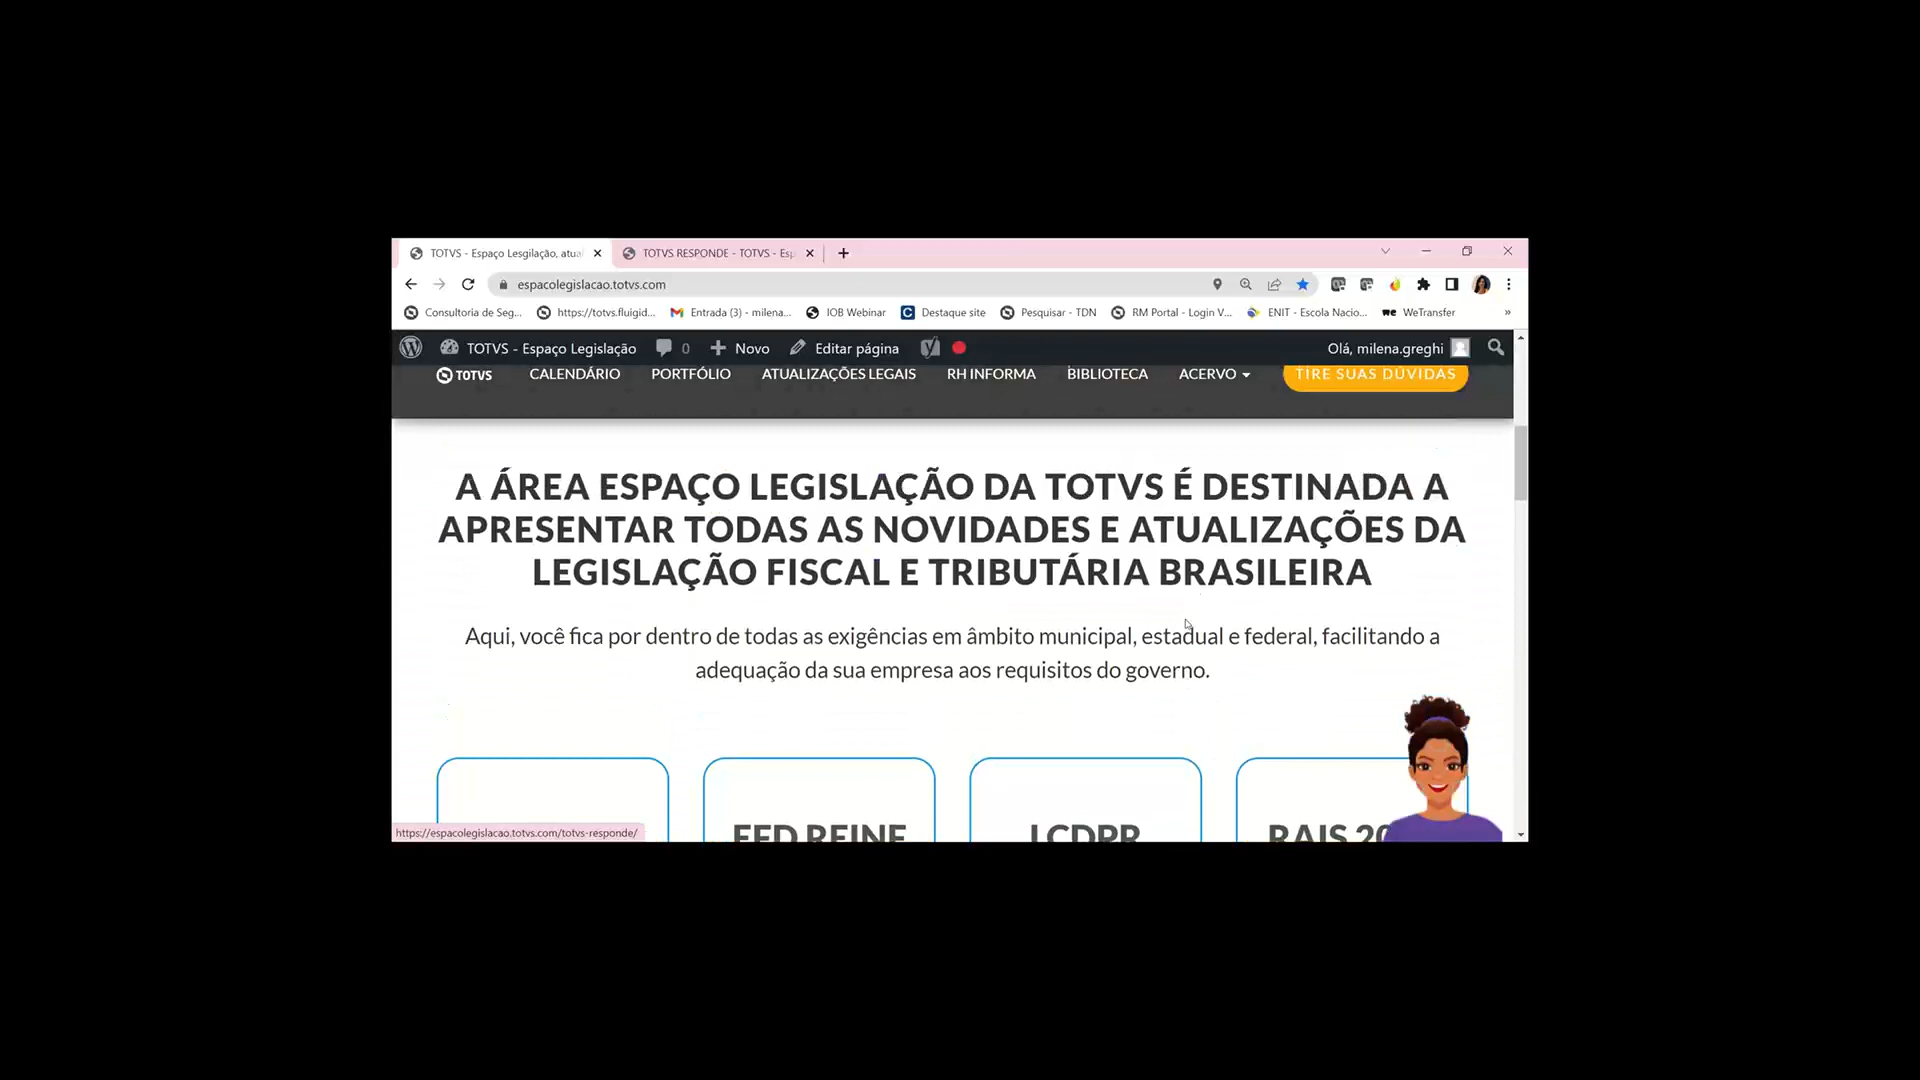 TOTVS - Espaço Lesgilação, atua
TOTVS RESPONDE - TOTVS - Esp
espacolegislacao.totvs.com
Consultoria de Seg...
https://totvs.fluigid...
Entrada (3) - milena...
IOB Webinar
Destaque site
Pesquisar - TDN
RM Portal - Login V...
ENIT - Escola Nacio...
WeTransfer
TOTVS - Espaço Legislação
0
Novo
Editar página
Olá, milena.greghi
TOTVS
CALENDÁRIO
PORTFÓLIO
ATUALIZAÇÕES LEGAIS
RH INFORMA
BIBLIOTECA
ACERVO
TIRE SUAS DÚVIDAS
A ÁREA ESPAÇO LEGISLAÇÃO DA TOTVS É DESTINADA A
APRESENTAR TODAS AS NOVIDADES E ATUALIZAÇÕES DA
LEGISLAÇÃO FISCAL E TRIBUTÁRIA BRASILEIRA
Aqui, você fica por dentro de todas as exigências em âmbito municipal, estadual e federal, facilitando a
adequação da sua empresa aos requisitos do governo.
EFD REINF
LCDPR
RAIS 20
https://espacolegislacao.totvs.com/totvs-responde/